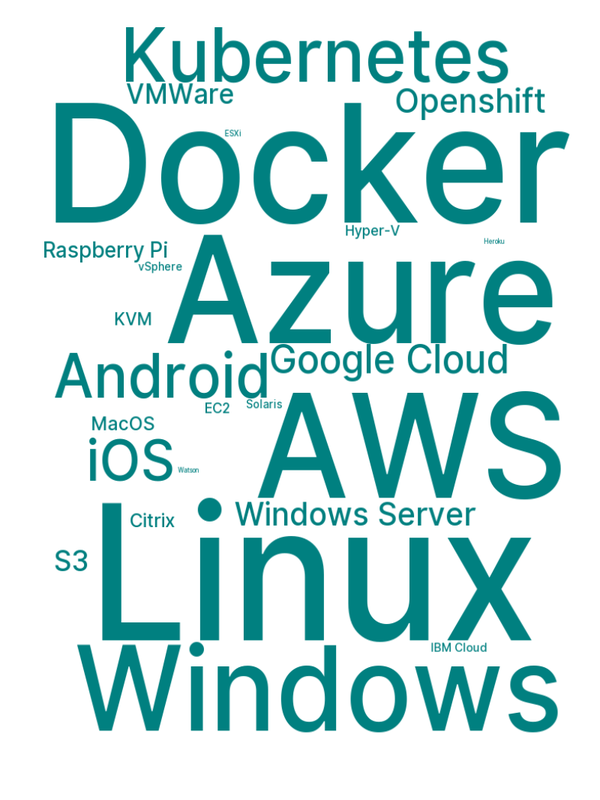 Kubernetes
VMWare
Openshift
Docker
ESXi
Hyper-V
Heroku
Raspberry Pi
vSphere
Azure
KVM
Google Cloud
Android
EC2
Solaris
AWS
MacOS
iOS
Watson
Citrix
Windows Server
S3
Linux
IBM Cloud
Windows